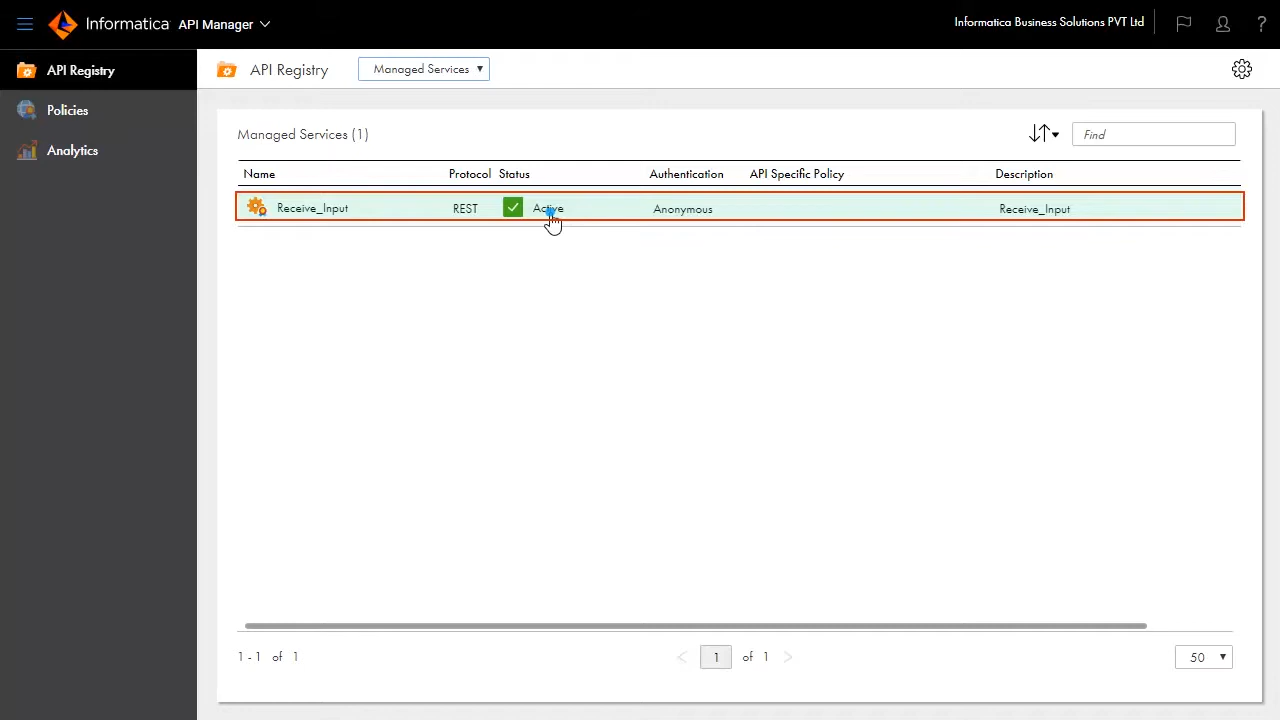 Informatica API Manager
Informatica Business Solutions PVT Ltd
?
API Registry
Policies
Analytics
API Registry
Managed Services
Managed Services (1)
Find
Name Protocol Status Authentication API Specific Policy Description
Receive_Input REST Active Anonymous Receive_Input
1 - 1 of 1
1 of 1
50